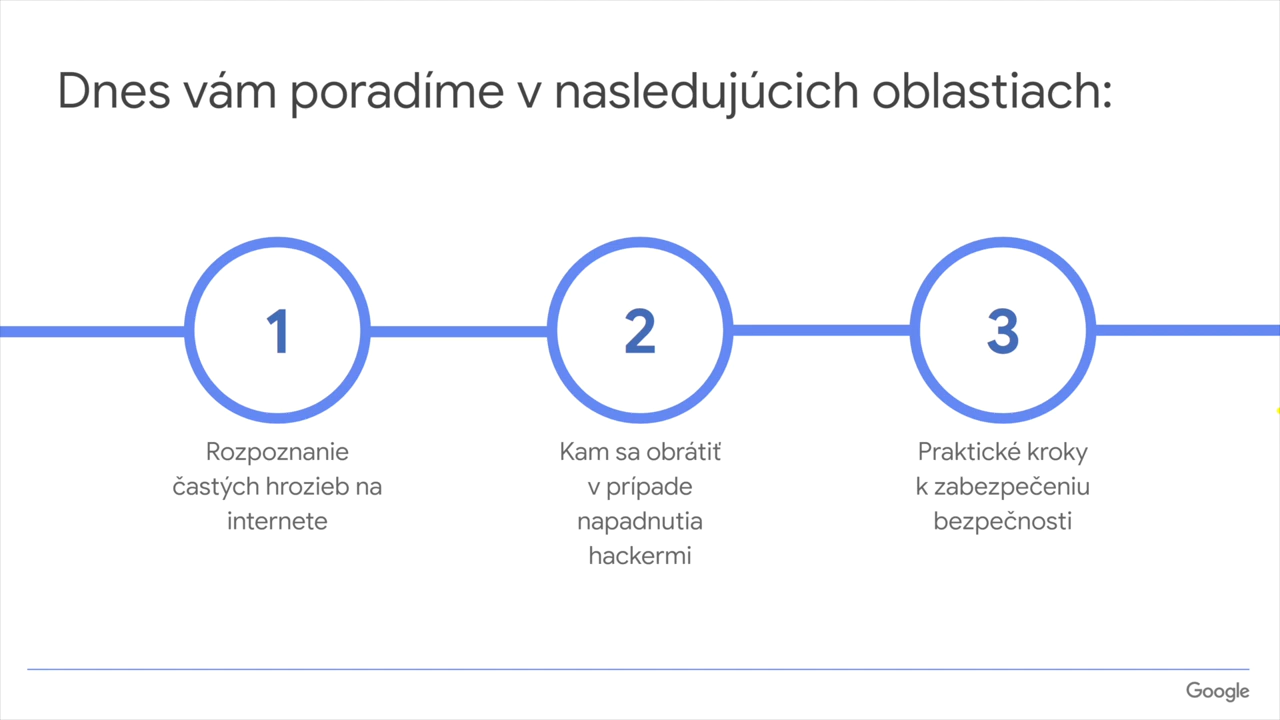 Dnes vám poradíme v nasledujúcich oblastiach:
1
Rozpoznanie
častých hrozieb na
internete
2
Kam sa obrátiť
v prípade
napadnutia
hackermi
3
Praktické kroky
k zabezpečeniu
bezpečnosti
Google